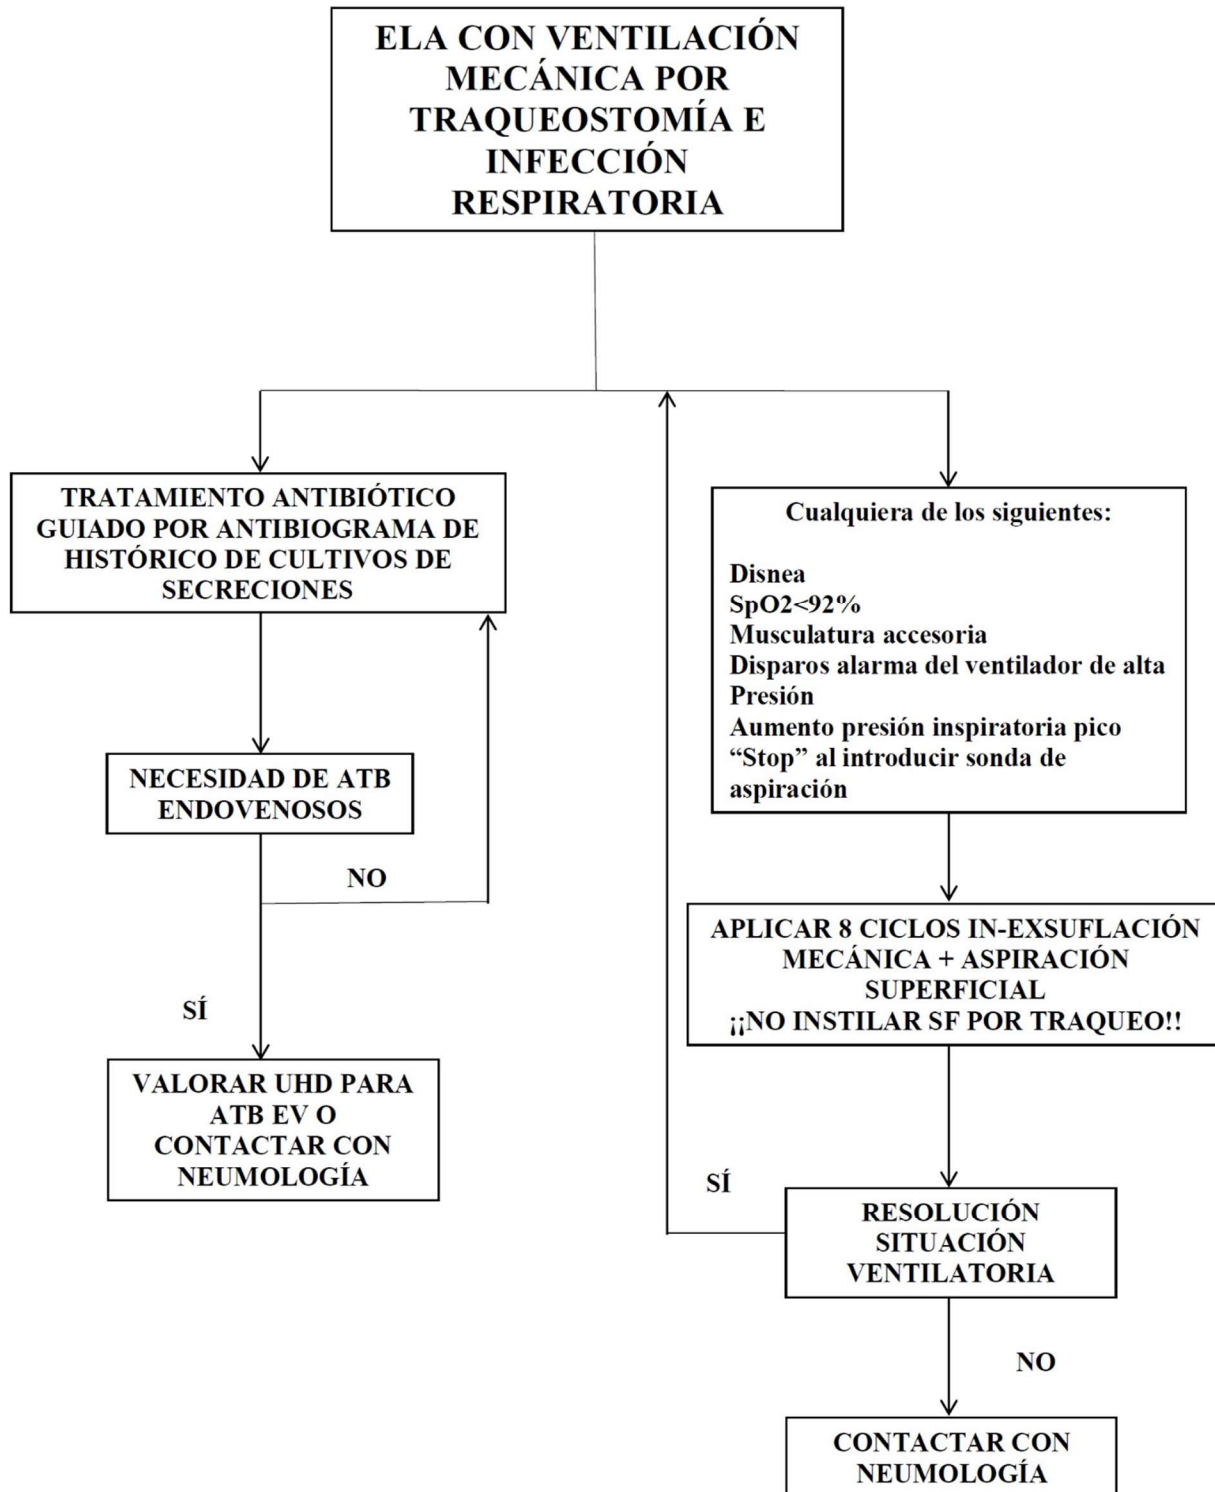 ELA CON VENTILACIÓN
MECÁNICA POR
TRAQUEOSTOMÍA E
INFECCIÓN
RESPIRATORIA
TRATAMIENTO ANTIBIÓTICO
GUIADO POR ANTIBIOGRAMA DE
HISTÓRICO DE CULTIVOS DE
SECRECIONES
NECESIDAD DE ATB
ENDOVENOSOS
NO
SÍ
VALORAR UHD PARA
ATB EV O
CONTACTAR CON
NEUMOLOGÍA
Cualquiera de los siguientes:
Disnea
SpO2<92%
Musculatura accesoria
Disparos alarma del ventilador de alta
Presión
Aumento presión inspiratoria pico
“Stop” al introducir sonda de
aspiración
APLICAR 8 CICLOS IN-EXSUFLACIÓN
MECÁNICA + ASPIRACIÓN
SUPERFICIAL
¡¡NO INSTILAR SF POR TRAQUEO!!
SÍ
RESOLUCIÓN
SITUACIÓN
VENTILATORIA
NO
CONTACTAR CON
NEUMOLOGÍA